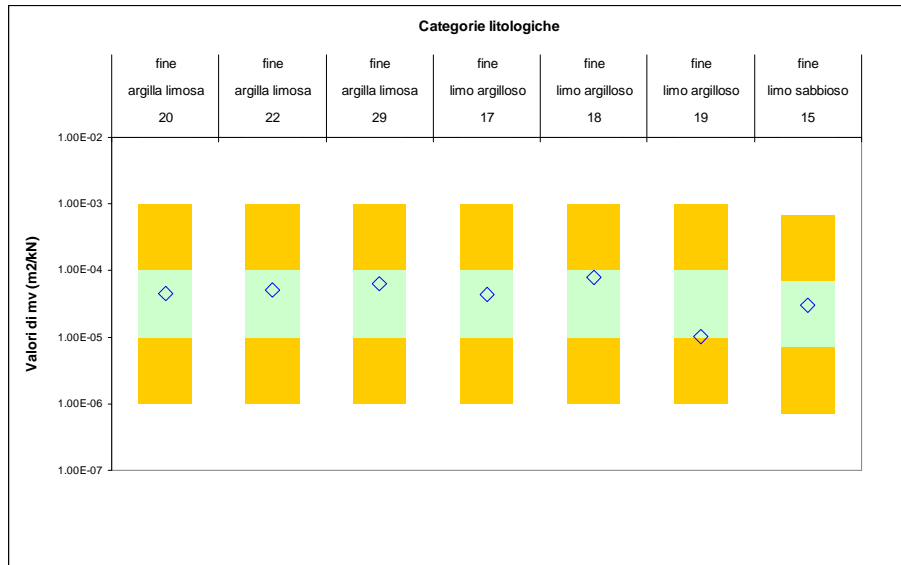 Categorie litologiche
fine fine fine fine fine fine fine
argilla limosa argilla limosa argilla limosa limo argilloso limo argilloso limo argilloso limo sabbioso
20 22 29 17 18 19 15
1.00E-02
1.00E-03
1.00E-04
1.00E-05
1.00E-06
1.00E-07
Valori di mv (m2/kN)